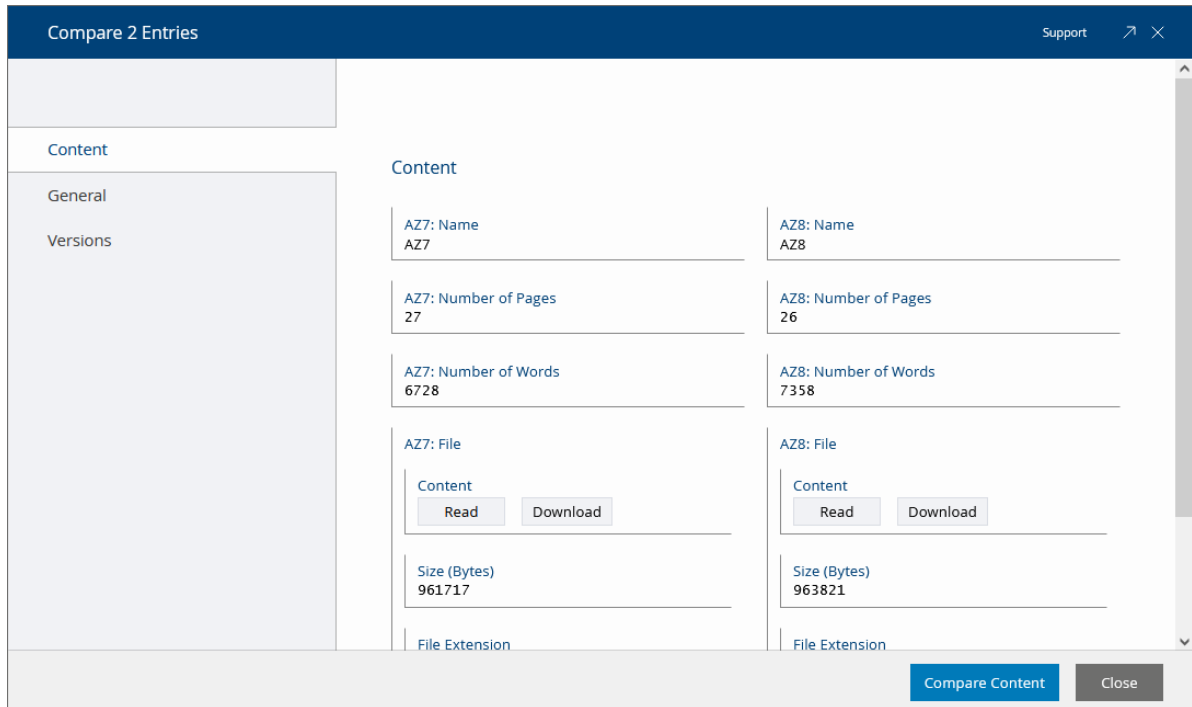 Compare 2 Entries
Support
Content
General
Versions
Content
AZ7: Name
AZ7
AZ8: Name
AZ8
AZ7: Number of Pages
27
AZ8: Number of Pages
26
AZ7: Number of Words
6728
AZ8: Number of Words
7358
AZ7: File
Content
Read
Download
Size (Bytes)
961717
File Extension
AZ8: File
Content
Read
Download
Size (Bytes)
963821
File Extension
Compare Content
Close